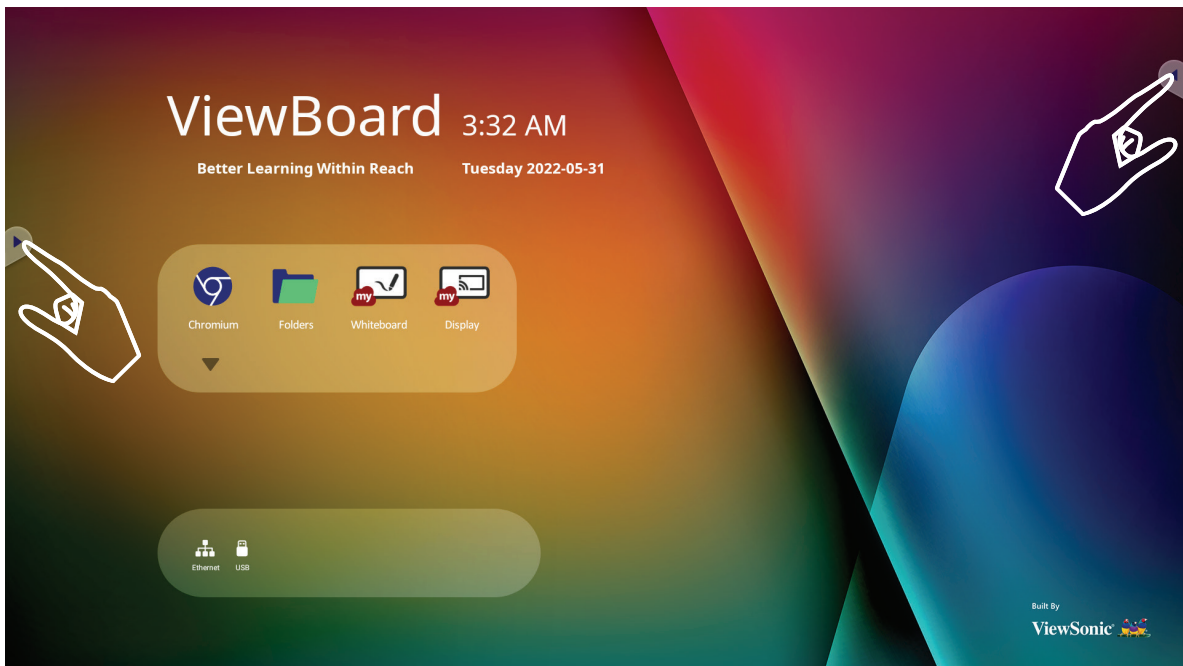 ViewBoard 3:32 AM
Better Learning Within Reach Tuesday 2022-05-31
my my
Chromium Folders Whiteboard Display
Ethernet USB
Built By
ViewSonic®